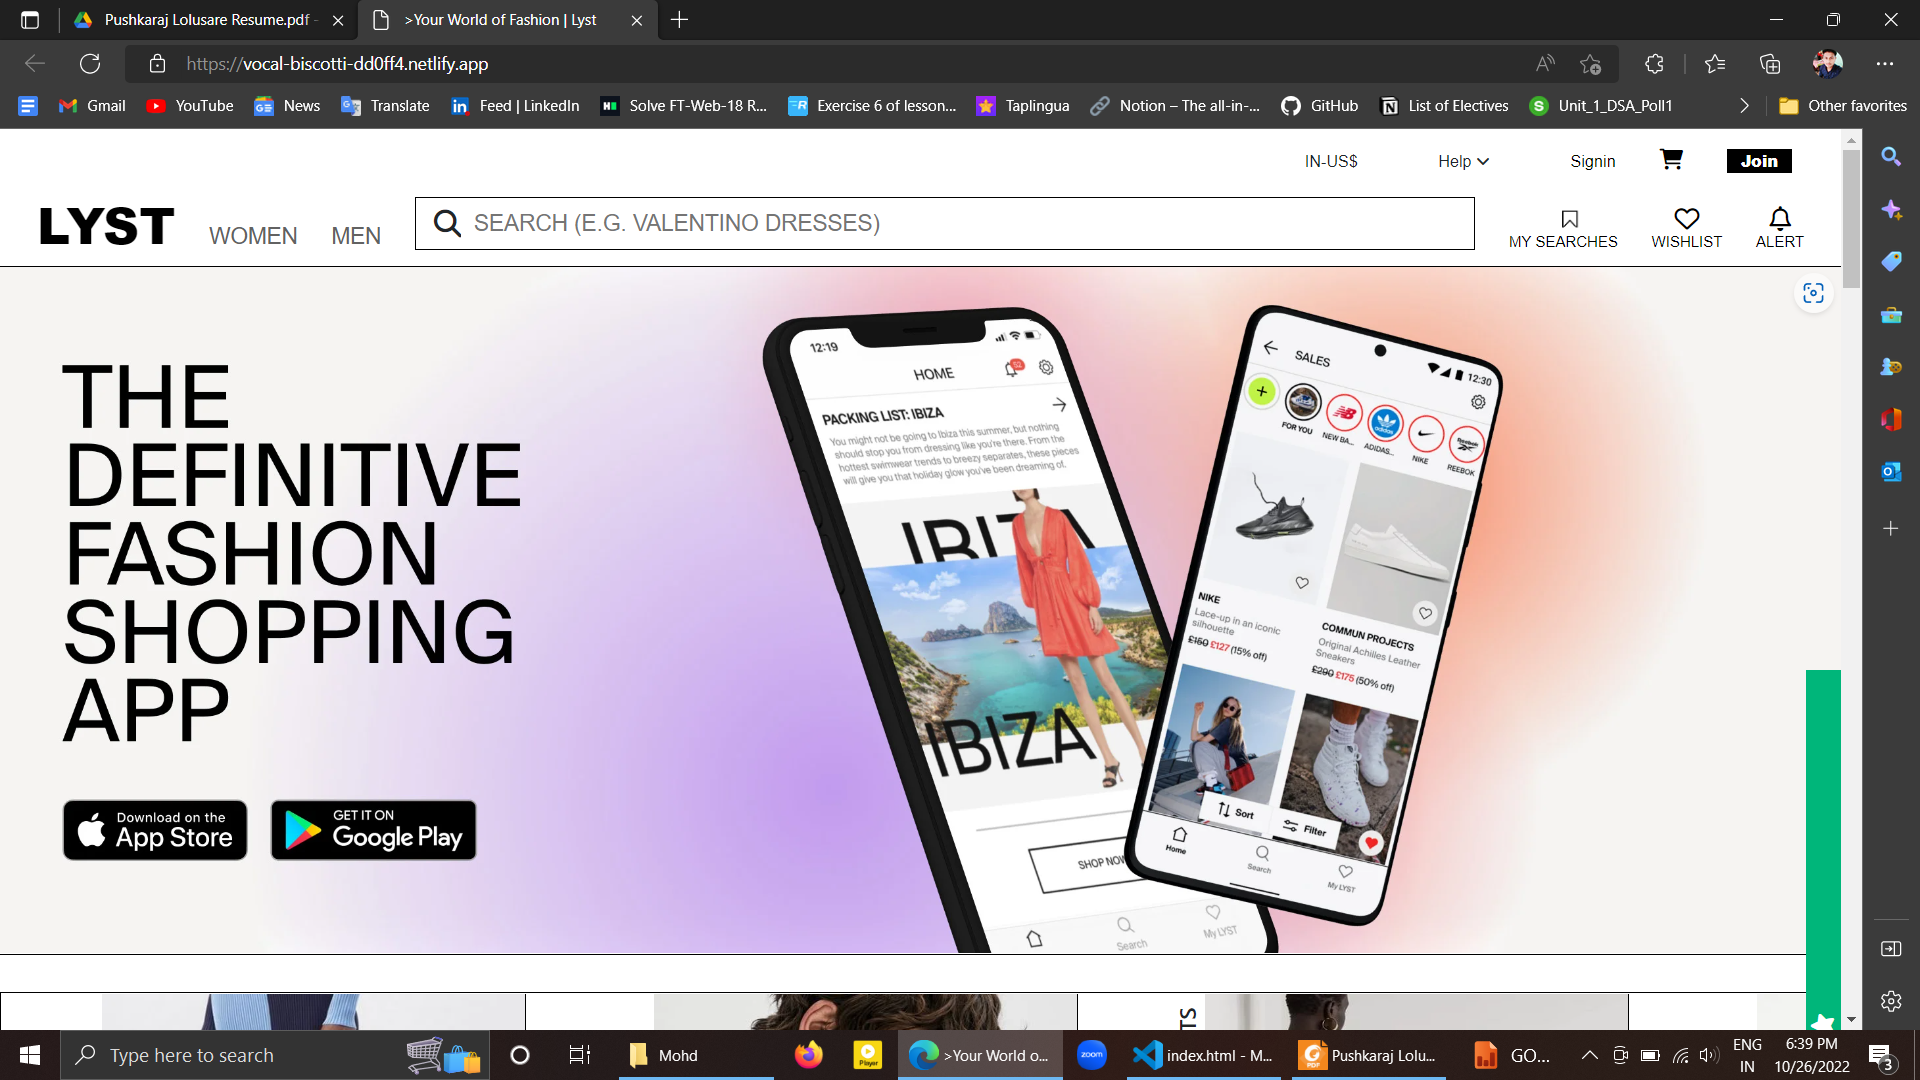 Pushkaraj Lolusare Resume.pdf -
>Your World of Fashion | Lyst
https://vocal-biscotti-dd0ff4.netlify.app
Gmail
YouTube
News
Translate
Feed | LinkedIn
Solve FT-Web-18 R...
Exercise 6 of lesson...
Taplingua
Notion – The all-in-...
GitHub
List of Electives
Unit_1_DSA_Poll1
Other favorites
IN-US$
Help
Signin
Join
LYST
WOMEN
MEN
SEARCH (E.G. VALENTINO DRESSES)
MY SEARCHES
WISHLIST
ALERT
THE
DEFINITIVE
FASHION
SHOPPING
APP
Download on the
App Store
GET IT ON
Google Play
12:19
HOME
52
PACKING LIST: IBIZA
You might not be going to Ibiza this summer, but nothing
should stop you from dressing like you're there. From the
hottest swimwear trends to breezy separates, these pieces
will give you that holiday glow you've been dreaming of.
IBIZA
IBIZA
SHOP NOW
Search
My LYST
12:30
SALES
FOR YOU
NEW BA...
ADIDAS...
NIKE
REEBOK
NIKE
Lace-up in an iconic
silhouette
£150 £127 (15% off)
COMMUN PROJECTS
Original Achilles Leather
Sneakers
£290 £175 (50% off)
Sort
Filter
Home
Search
My LYST
TS
Type here to search
Mohd
>Your World o...
zoom
index.html - M...
Pushkaraj Lolu...
GO...
ENG
IN
6:39 PM
10/26/2022
3